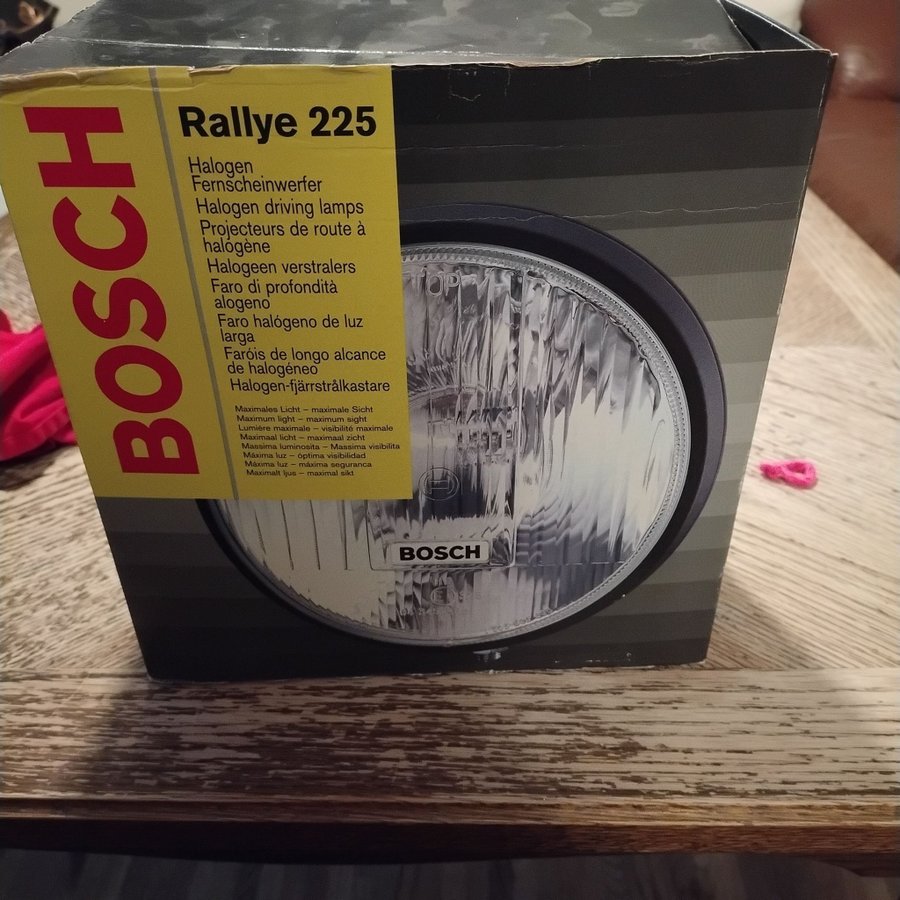 BOSCH
Rallye 225
Halogen
Fernscheinwerfer
Halogen driving lamps
Projecteurs de route à
halogène
Halogeen verstralers
Faro di profondità
alogeno
Faro halógeno de luz
larga
Faróis de longo alcance
de halogéneo
Halogen-fjärrstrålkastare
Maximales Licht – maximale Sicht
Maximum light – maximum sight
Lumière maximale – visibilité maximale
Maximaal licht – maximaal zicht
Massima luminosita – Massima visibilita
Máxima luz – óptima visibilidad
Máxima luz – máxima seguranca
Maximalt ljus – maximal sikt
BOSCH